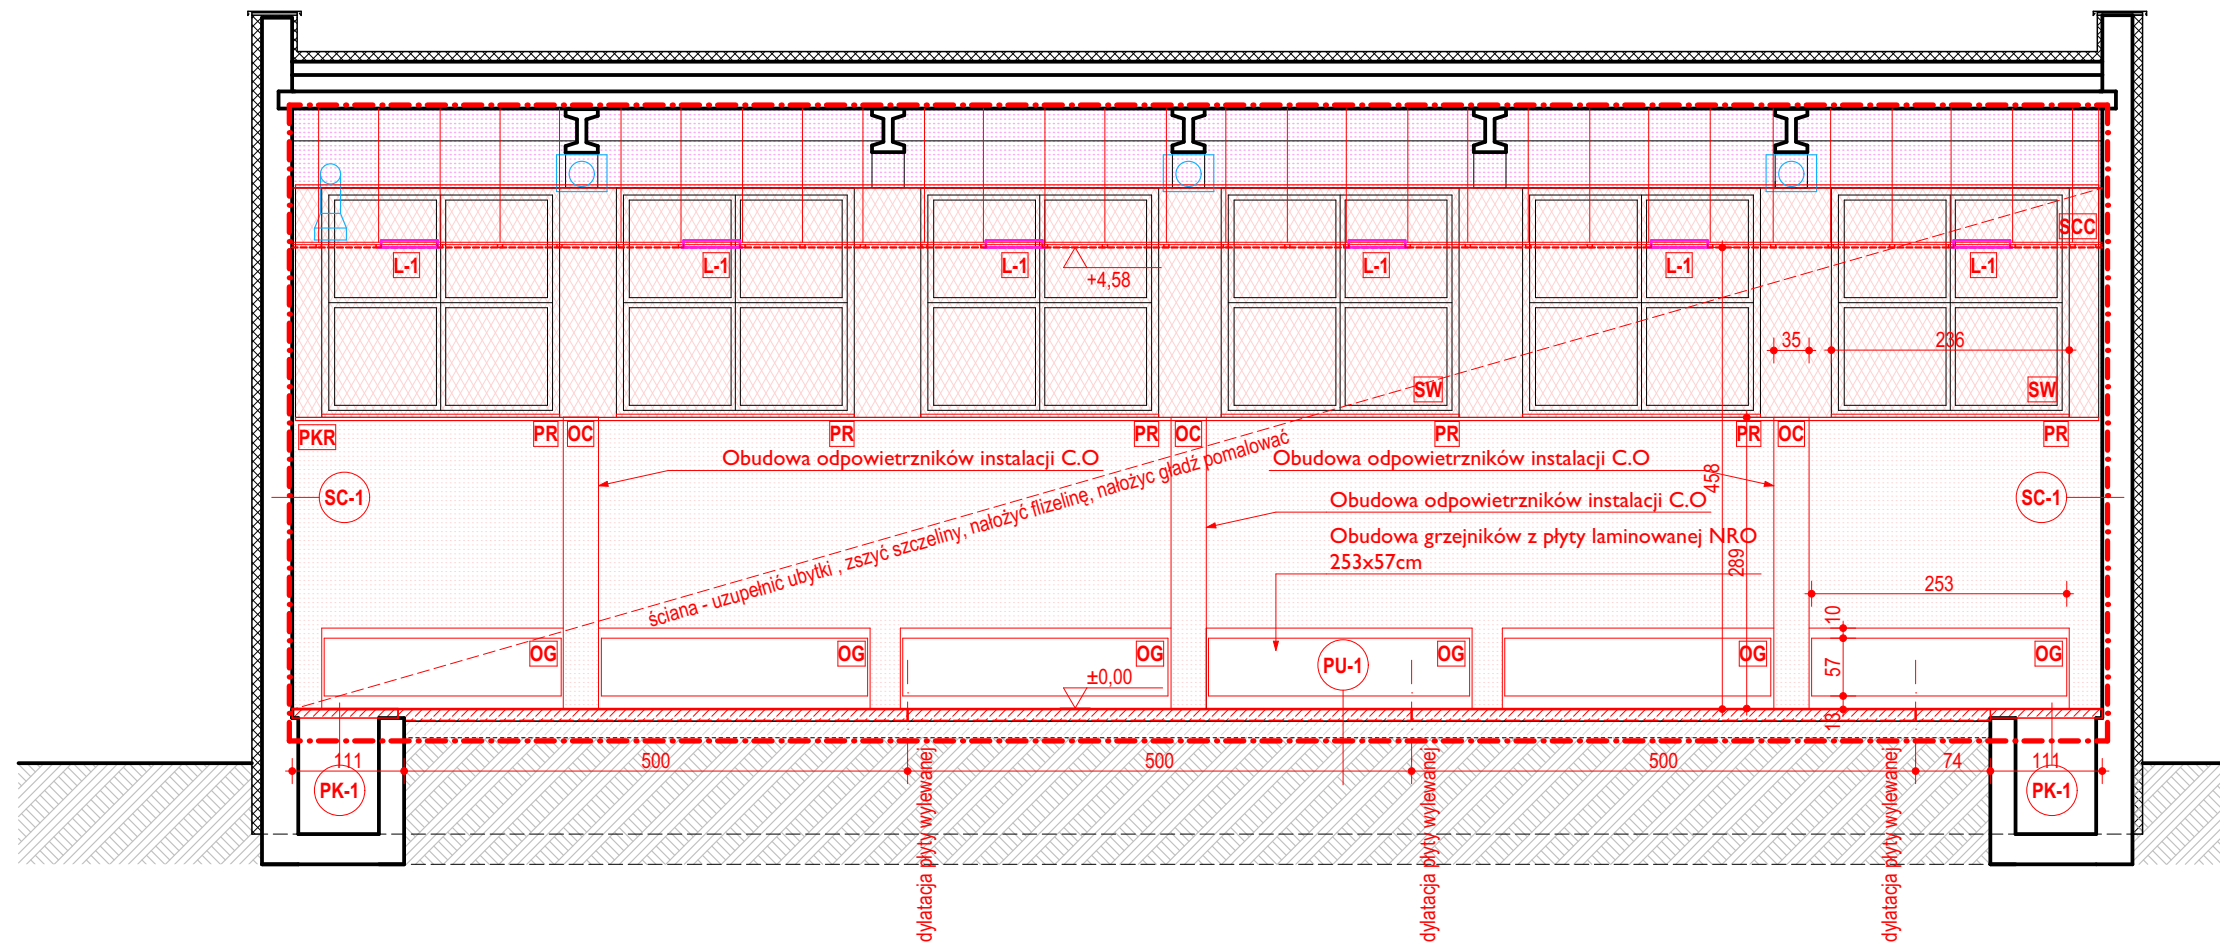 SCC
L-1
L-1
L-1
L-1
L-1
L-1
+4,58
35
236
SW
SW
PKR
PR
OC
PR
PR
OC
PR
PR
OC
PR
Obudowa odpowietrzników instalacji C.O
Obudowa odpowietrzników instalacji C.O
458
SC-1
SC-1
Obudowa odpowietrzników instalacji C.O
Obudowa grzejników z płyty laminowanej NRO
253x57cm
289
ściana - uzupełnić ubytki , zszyć szczeliny, nałożyć flizelinę, nałożyc gładź pomalować
253
10
57
13
OG
OG
OG
OG
OG
OG
PU-1
±0,00
111
500
500
500
74
111
PK-1
PK-1
dylatacja płyty wylewanej
dylatacja płyty wylewanej
dylatacja płyty wylewanej